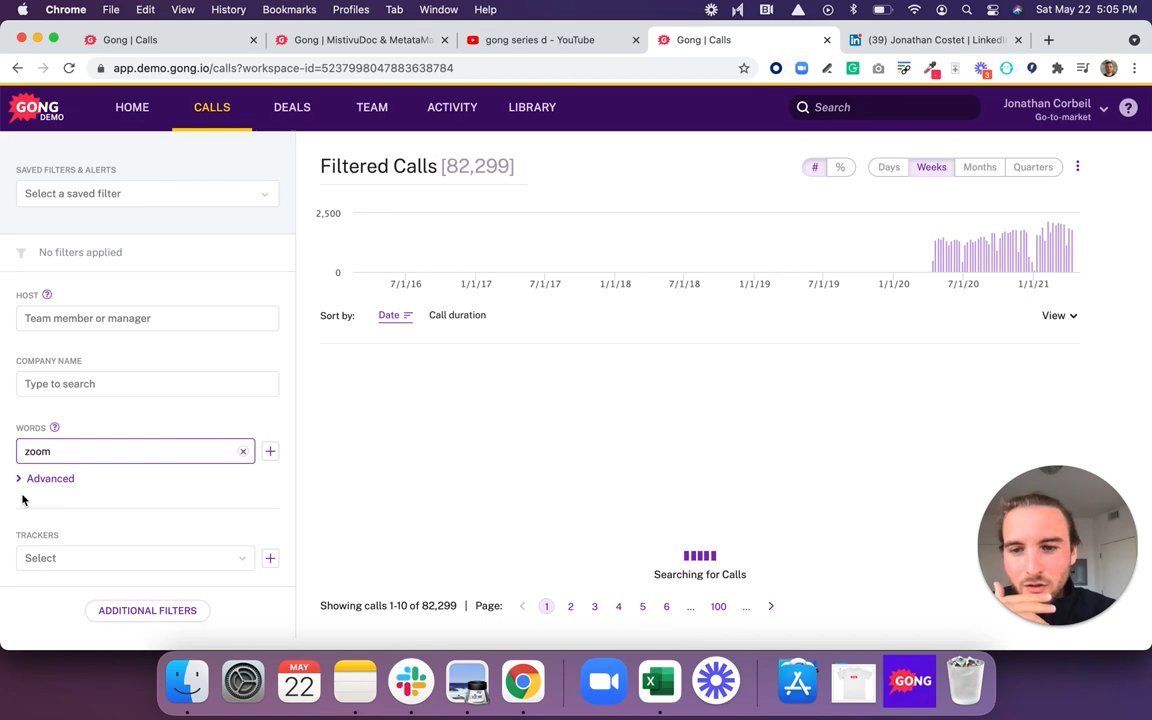 Chrome File Edit View History Bookmarks Profiles Tab Window Help Sat May 22 5:05 PM
Gong | Calls
Gong | MistivuDoc & MetataMa
gong series d - YouTube
Gong | Calls
(39) Jonathan Costet | LinkedIn
app.demo.gong.io/calls?workspace-id=5237998047883638784
GONG DEMO
HOME CALLS DEALS TEAM ACTIVITY LIBRARY
Search
Jonathan Corbeil
Go-to-market
SAVED FILTERS & ALERTS
Select a saved filter
No filters applied
HOST
Team member or manager
COMPANY NAME
Type to search
WORDS
zoom
Advanced
TRACKERS
Select
ADDITIONAL FILTERS
Filtered Calls [82,299]
# % Days Weeks Months Quarters
2,500
0
7/1/16 1/1/17 7/1/17 1/1/18 7/1/18 1/1/19 7/1/19 1/1/20 7/1/20 1/1/21
Sort by: Date Call duration View
Searching for Calls
Showing calls 1-10 of 82,299 | Page: 1 2 3 4 5 6 ... 100 ...
MAY
22
GONG